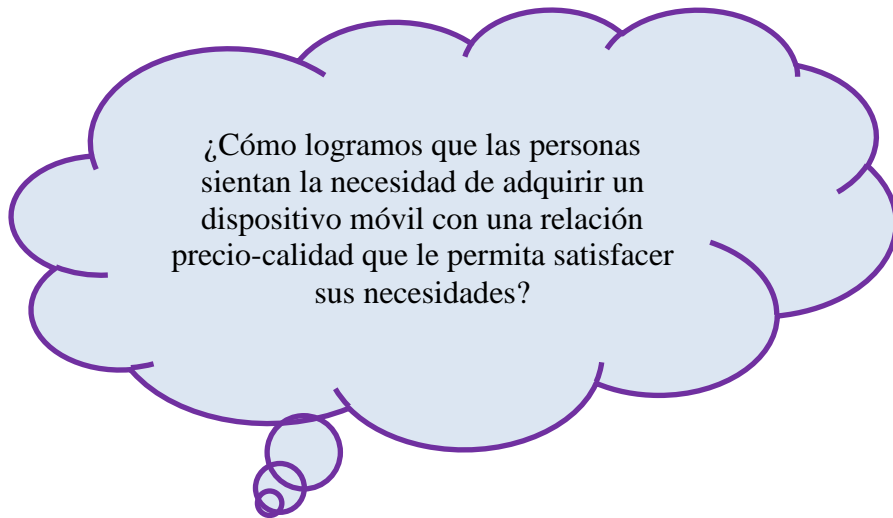 ¿Cómo logramos que las personas
sientan la necesidad de adquirir un
dispositivo móvil con una relación
precio-calidad que le permita satisfacer
sus necesidades?